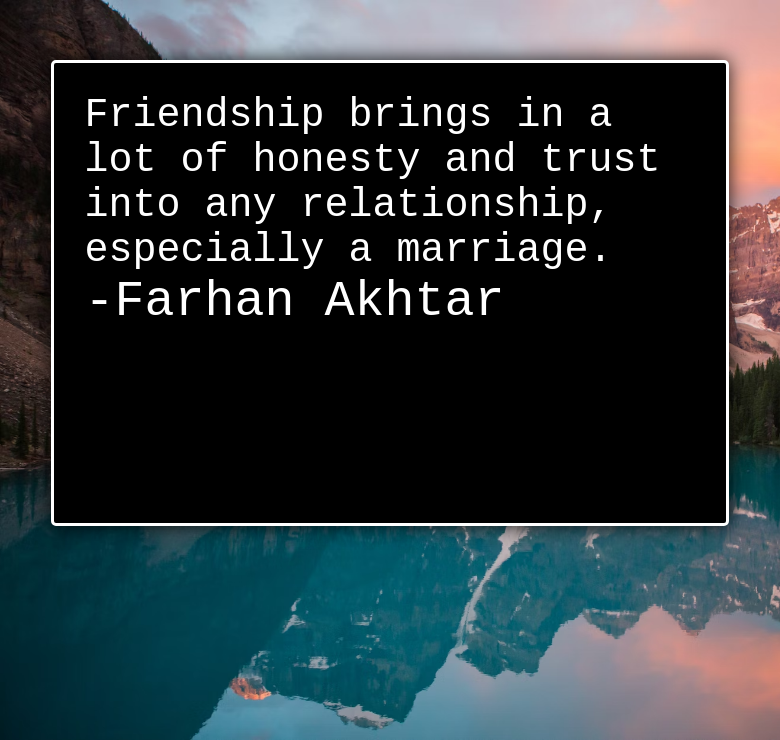 Friendship brings in a
lot of honesty and trust
into any relationship,
especially a marriage.
-Farhan Akhtar